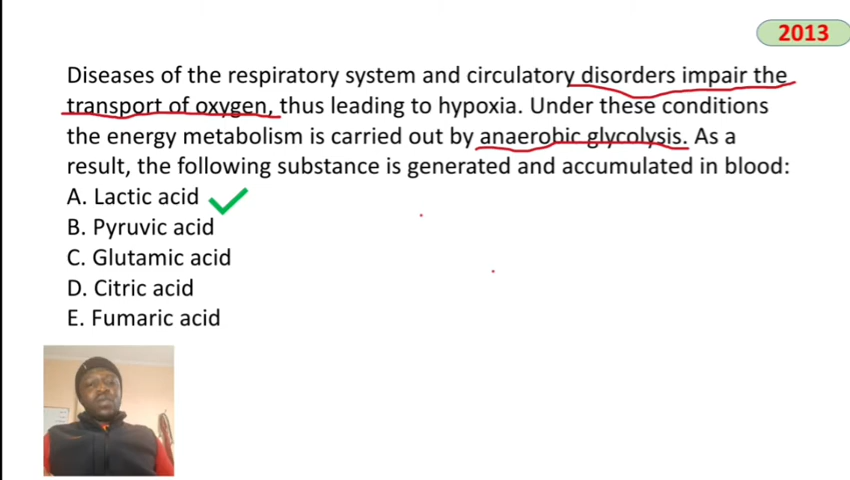 2013
Diseases of the respiratory system and circulatory disorders impair the
transport of oxygen, thus leading to hypoxia. Under these conditions
the energy metabolism is carried out by anaerobic glycolysis. As a
result, the following substance is generated and accumulated in blood:
A. Lactic acid
B. Pyruvic acid
C. Glutamic acid
D. Citric acid
E. Fumaric acid